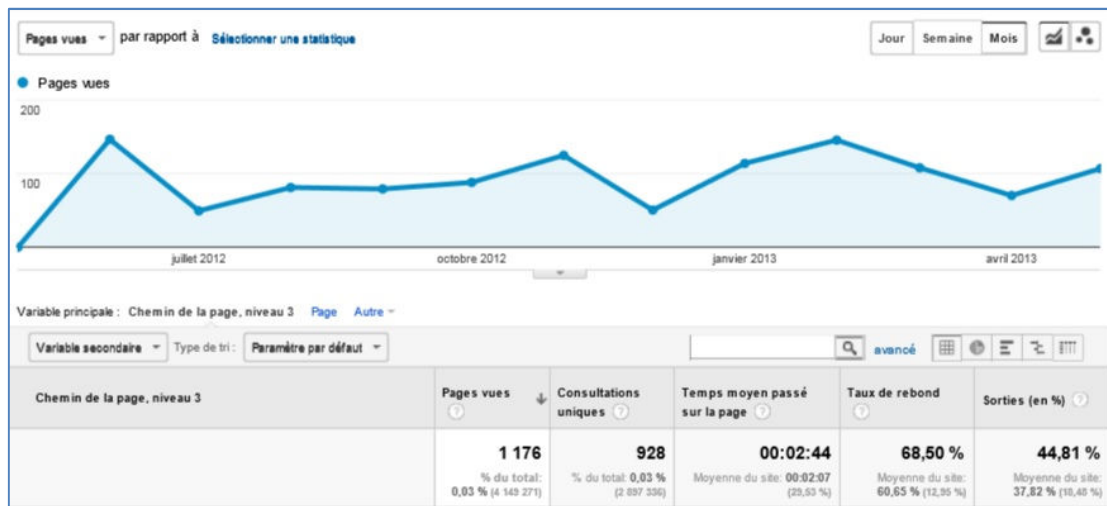 Pages vues par rapport à Sélectionner une statistique Jour Semaine Mois
Pages vues
200
100
juillet 2012 octobre 2012 janvier 2013 avril 2013
Variable principale : Chemin de la page, niveau 3 Page Autre
Variable secondaire Type de tri : Paramètre par défaut avancé
Chemin de la page, niveau 3 Pages vues ? Consultations uniques ? Temps moyen passé sur la page ? Taux de rebond ? Sorties (en %) ?
1 176 928 00:02:44 68,50 % 44,81 %
% du total: % du total: 0,03 % Moyenne du site: 00:02:07 Moyenne du site: Moyenne du site:
0,03 % (4 149 271) (2 897 336) (29,53 %) 60,65 % (12,95 %) 37,82 % (18,48 %)